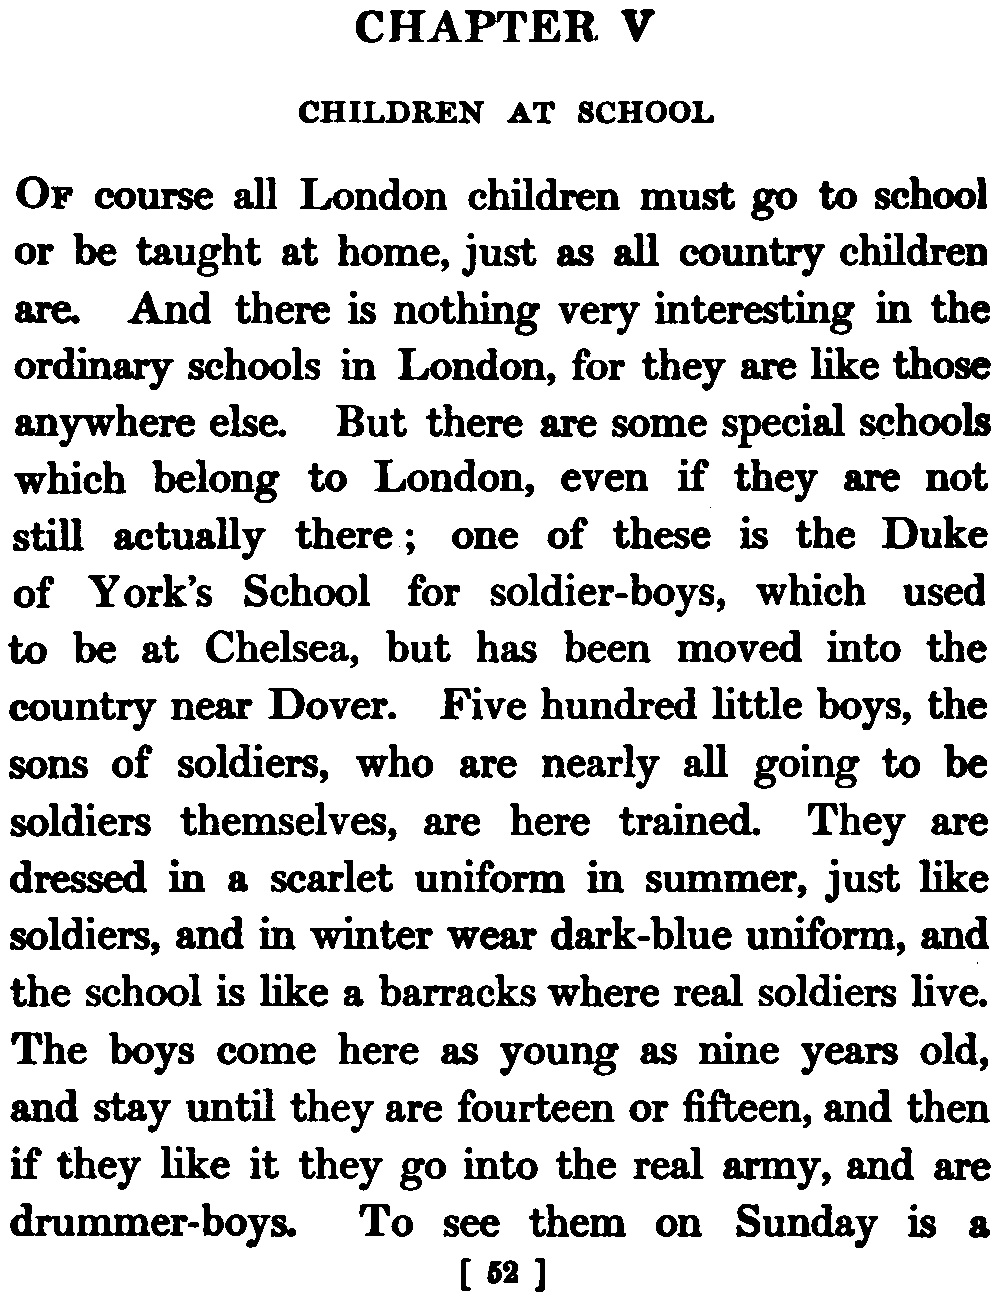 CHAPTER V
CHILDREN AT SCHOOL
OF course all London children must go to school
or be taught at home, just as all country children
are. And there is nothing very interesting in the
ordinary schools in London, for they are like those
anywhere else. But there are some special schools
which belong to London, even if they are not
still actually there; one of these is the Duke
of York's School for soldier-boys, which used
to be at Chelsea, but has been moved into the
country near Dover. Five hundred little boys, the
sons of soldiers, who are nearly all going to be
soldiers themselves, are here trained. They are
dressed in a scarlet uniform in summer, just like
soldiers, and in winter wear dark-blue uniform, and
the school is like a barracks where real soldiers live.
The boys come here as young as nine years old,
and stay until they are fourteen or fifteen, and then
if they like it they go into the real army, and are
drummer-boys. To see them on Sunday is a
[ 52 ]